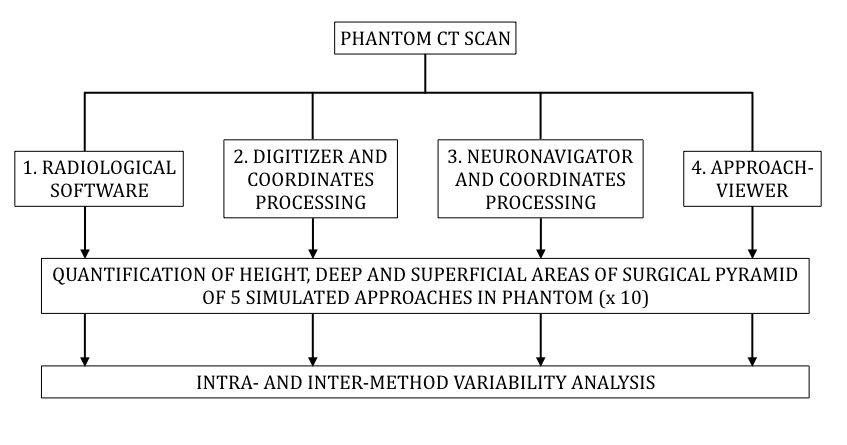 PHANTOM CT SCAN
1. RADIOLOGICAL
SOFTWARE
2. DIGITIZER AND
COORDINATES
PROCESSING
3. NEURONAVIGATOR
AND COORDINATES
PROCESSING
4. APPROACH-
VIEWER
QUANTIFICATION OF HEIGHT, DEEP AND SUPERFICIAL AREAS OF SURGICAL PYRAMID
OF 5 SIMULATED APPROACHES IN PHANTOM (x 10)
INTRA- AND INTER-METHOD VARIABILITY ANALYSIS